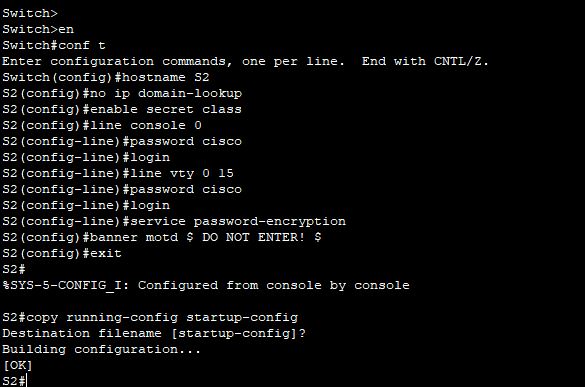 Switch>
Switch>en
Switch#conf t
Enter configuration commands, one per line.  End with CNTL/Z.
Switch(config)#hostname S2
S2(config)#no ip domain-lookup
S2(config)#enable secret class
S2(config)#line console 0
S2(config-line)#password cisco
S2(config-line)#login
S2(config-line)#line vty 0 15
S2(config-line)#password cisco
S2(config-line)#login
S2(config-line)#service password-encryption
S2(config)#banner motd $ DO NOT ENTER! $
S2(config)#exit
S2#
%SYS-5-CONFIG_I: Configured from console by console

S2#copy running-config startup-config
Destination filename [startup-config]?
Building configuration...
[OK]
S2#